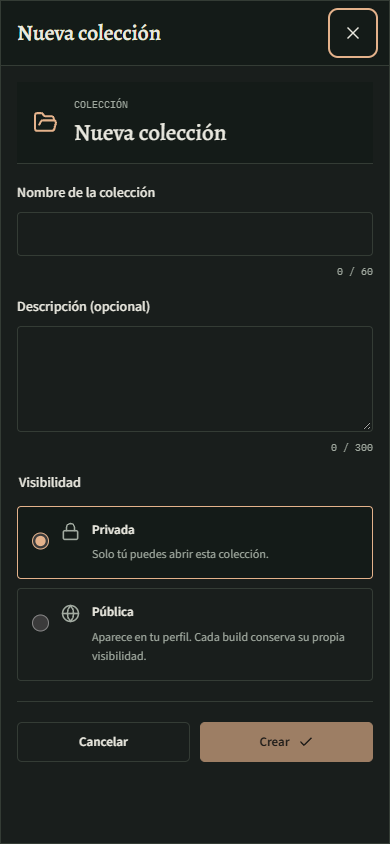 Nueva colección
COLECCIÓN
Nueva colección
Nombre de la colección
0 / 60
Descripción (opcional)
0 / 300
Visibilidad
Privada
Solo tú puedes abrir esta colección.
Pública
Aparece en tu perfil. Cada build conserva su propia
visibilidad.
Cancelar
Crear